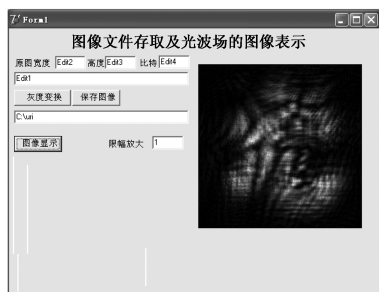 Form1
图像文件存取及光波场的图像表示
原图宽度 Edit2 高度 Edit3 比特 Edit4
Edit1
灰度变换 保存图像
C:\uri
图像显示 限幅放大 1